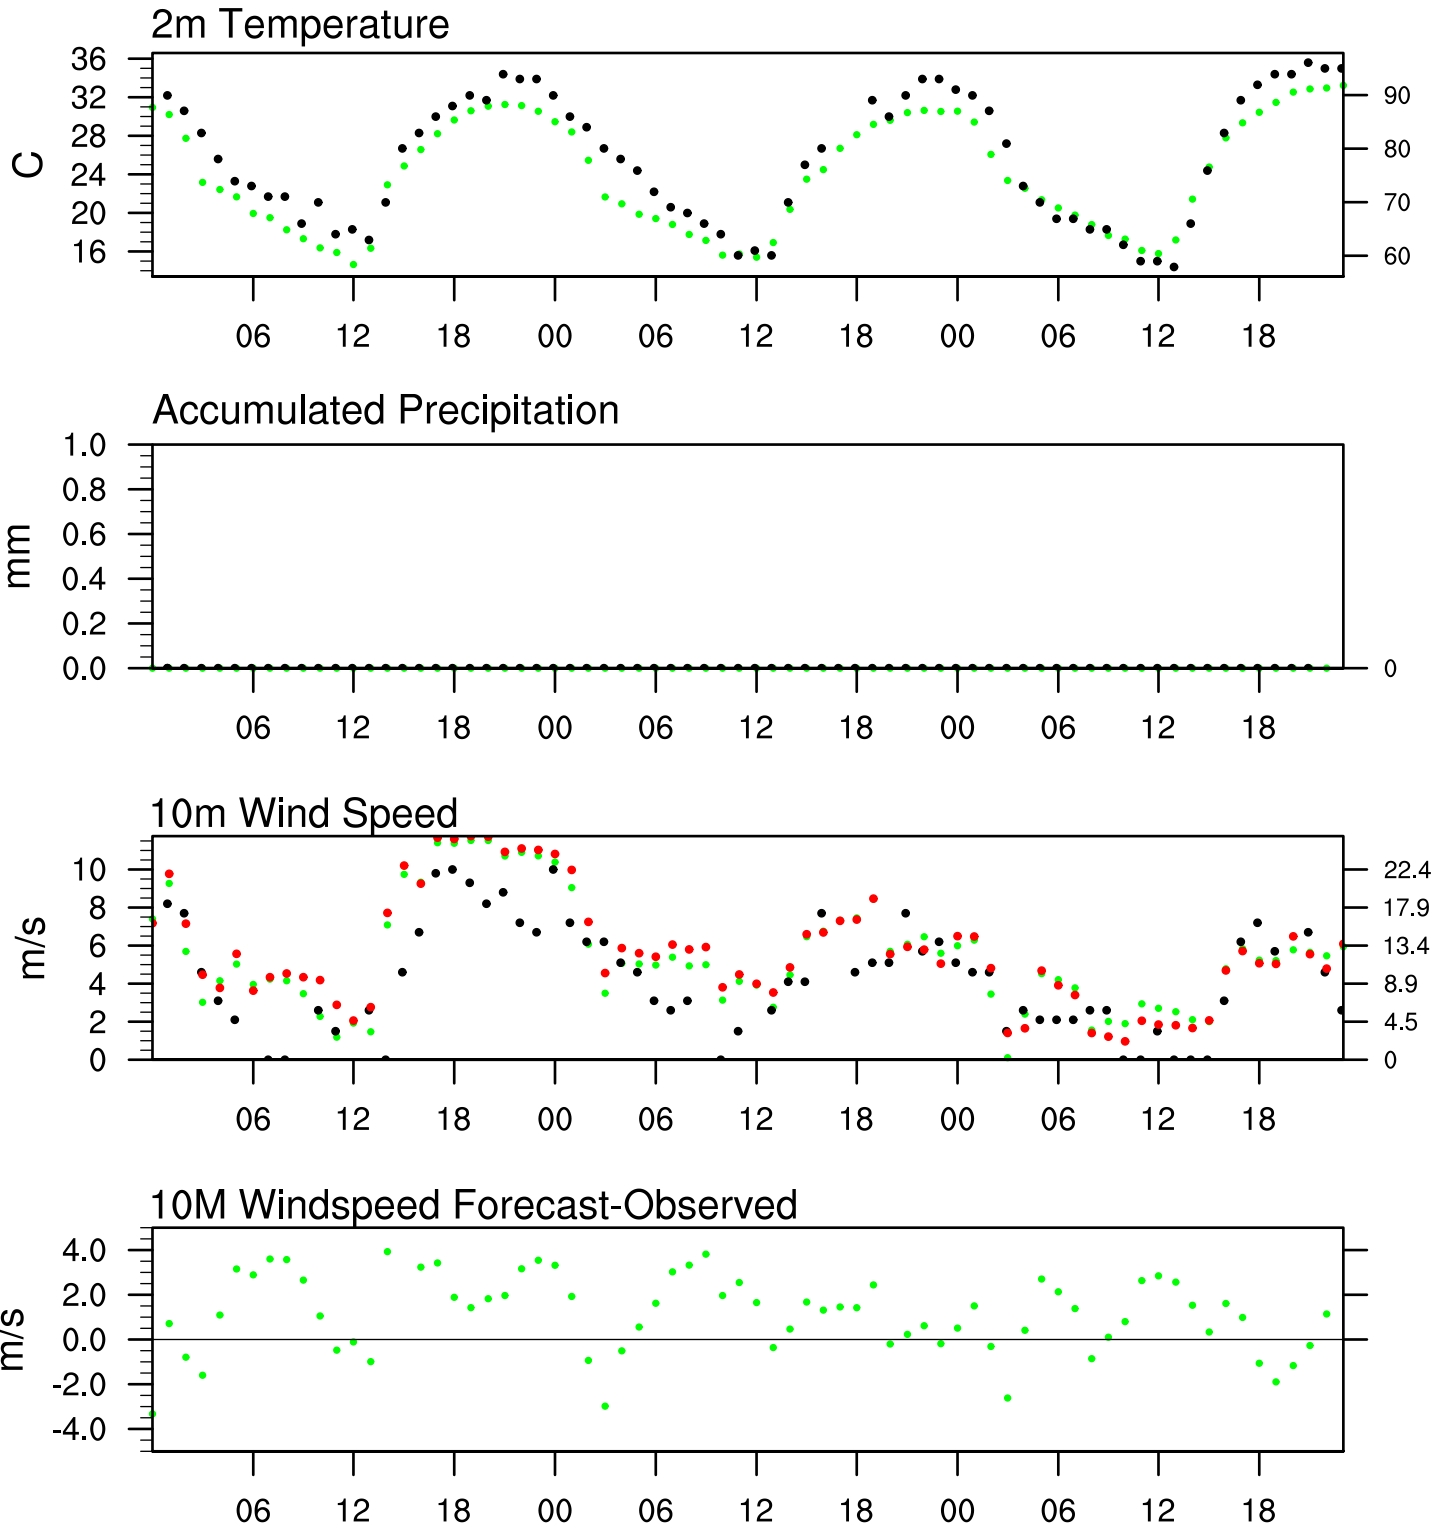 2m Temperature
36
32
28
24
20
16
C
90
80
70
60
06 12 18 00 06 12 18 00 06 12 18
Accumulated Precipitation
1.0
0.8
0.6
0.4
0.2
0.0
mm
0
06 12 18 00 06 12 18 00 06 12 18
10m Wind Speed
10
8
6
4
2
0
m/s
22.4
17.9
13.4
8.9
4.5
0
06 12 18 00 06 12 18 00 06 12 18
10M Windspeed Forecast-Observed
4.0
2.0
0.0
-2.0
-4.0
m/s
06 12 18 00 06 12 18 00 06 12 18